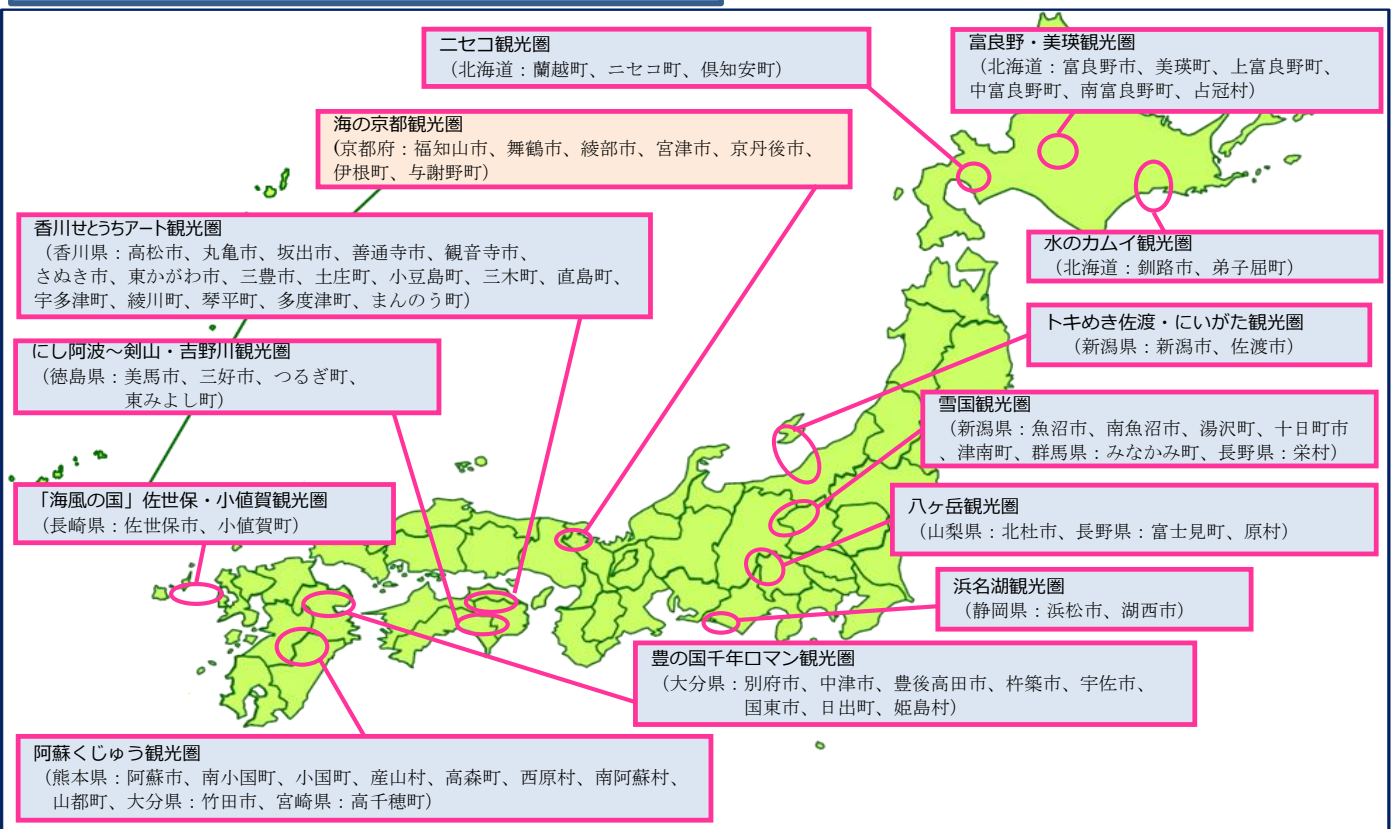 ニセコ観光圏
（北海道：蘭越町、ニセコ町、倶知安町）
富良野・美瑛観光圏
（北海道：富良野市、美瑛町、上富良野町、
中富良野町、南富良野町、占冠村）
海の京都観光圏
(京都府：福知山市、舞鶴市、綾部市、宮津市、京丹後市、
伊根町、与謝野町）
香川せとうちアート観光圏
（香川県：高松市、丸亀市、坂出市、善通寺市、観音寺市、
さぬき市、東かがわ市、三豊市、土庄町、小豆島町、三木町、直島町、
宇多津町、綾川町、琴平町、多度津町、まんのう町）
水のカムイ観光圏
（北海道：釧路市、弟子屈町）
トキめき佐渡・にいがた観光圏
（新潟県：新潟市、佐渡市）
にし阿波～剣山・吉野川観光圏
（徳島県：美馬市、三好市、つるぎ町、
東みよし町）
雪国観光圏
（新潟県：魚沼市、南魚沼市、湯沢町、十日町市
、津南町、群馬県：みなかみ町、長野県：栄村）
「海風の国」佐世保・小値賀観光圏
（長崎県：佐世保市、小値賀町）
八ヶ岳観光圏
（山梨県：北杜市、長野県：富士見町、原村）
浜名湖観光圏
（静岡県：浜松市、湖西市）
豊の国千年ロマン観光圏
（大分県：別府市、中津市、豊後高田市、杵築市、宇佐市、
国東市、日出町、姫島村）
阿蘇くじゅう観光圏
（熊本県：阿蘇市、南小国町、小国町、産山村、高森町、西原村、南阿蘇村、
山都町、大分県：竹田市、宮崎県：高千穂町）